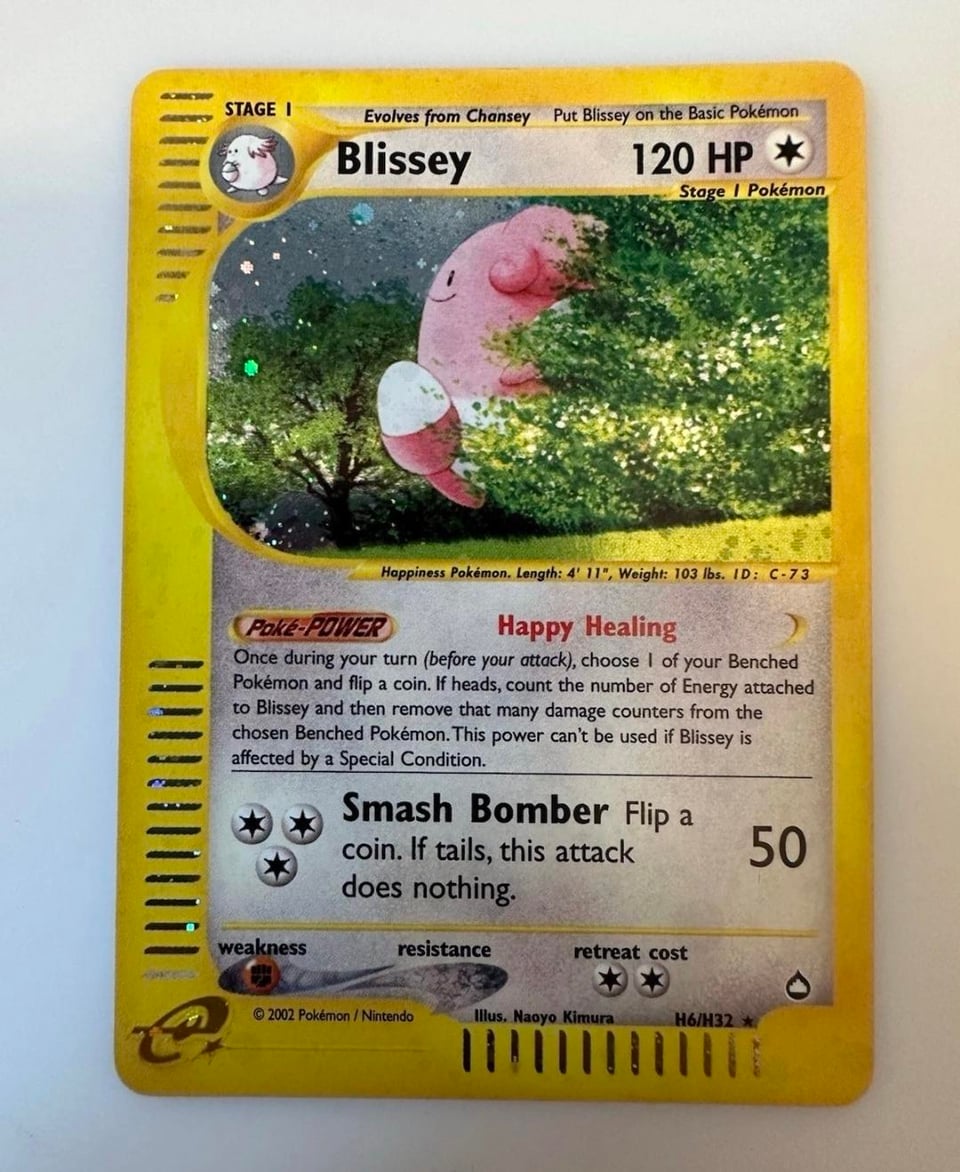 STAGE 1
Evolves from Chansey Put Blissey on the Basic Pokémon
Blissey 120 HP
Stage 1 Pokémon
Happiness Pokémon. Length: 4' 11", Weight: 103 lbs. ID: C-73
Poké-POWER Happy Healing
Once during your turn (before your attack), choose 1 of your Benched
Pokémon and flip a coin. If heads, count the number of Energy attached
to Blissey and then remove that many damage counters from the
chosen Benched Pokémon. This power can't be used if Blissey is
affected by a Special Condition.
Smash Bomber Flip a
coin. If tails, this attack
does nothing.
50
weakness resistance retreat cost
© 2002 Pokémon / Nintendo Illus. Naoyo Kimura H6/H32 ★
e